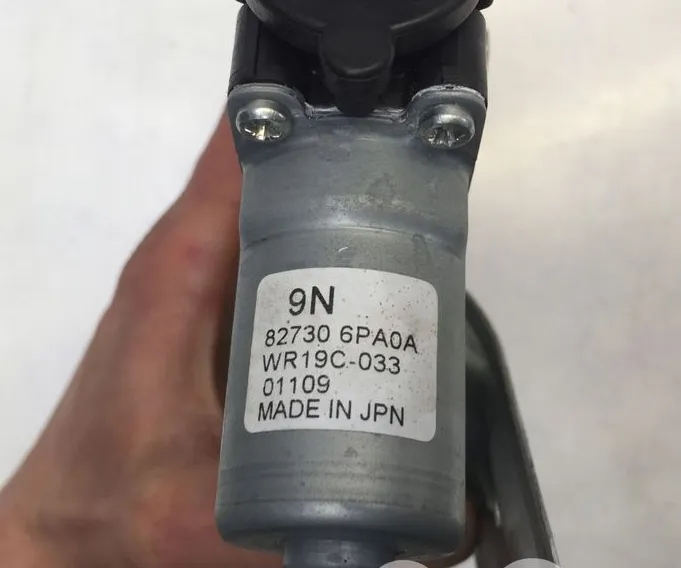 9N
82730 6PA0A
WR19C-033
01109
MADE IN JPN